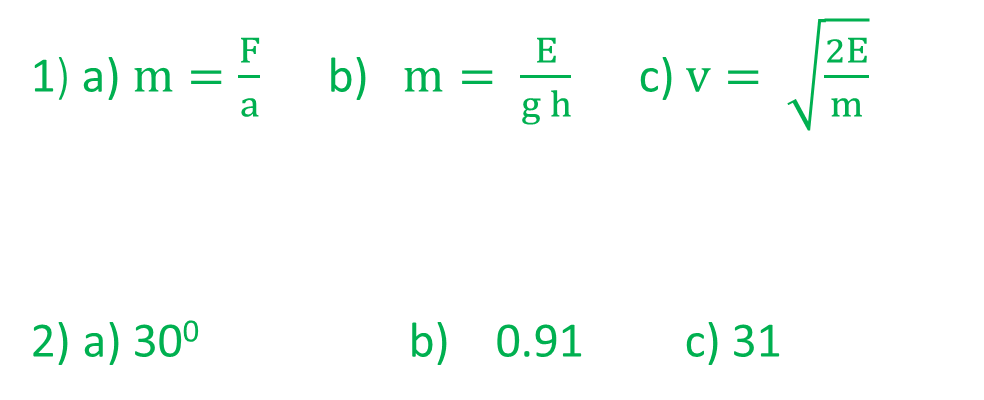 1) a) m = F/a b) m = E/(g h) c) v = √(2E/m)
2) a) 30⁰ b) 0.91 c) 31